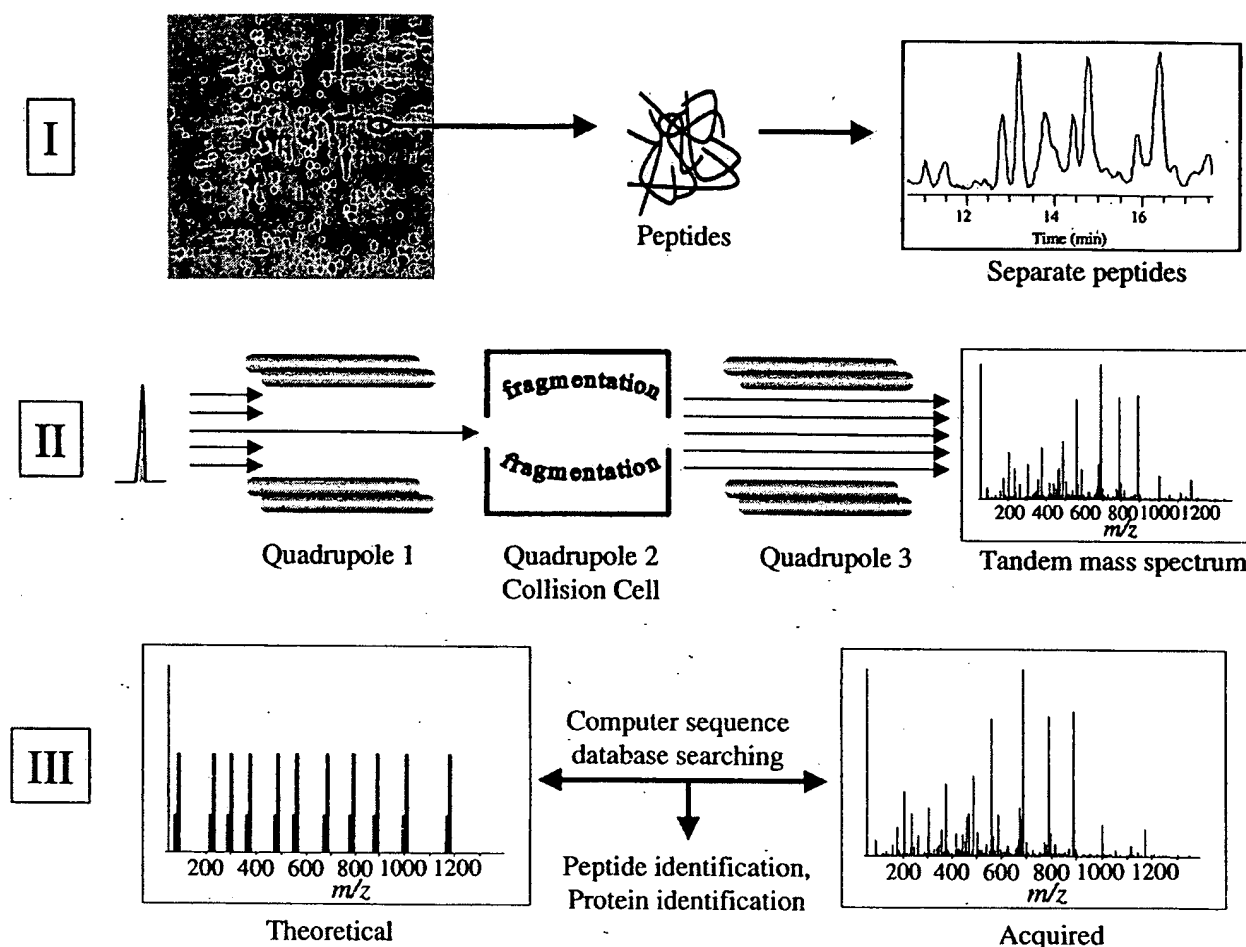 I
Peptides
12 14 16
Time (min)
Separate peptides
II
fragmentation
fragmentation
200 400 600 800 1000 1200
m/z
Quadrupole 1
Quadrupole 2
Collision Cell
Quadrupole 3
Tandem mass spectrum
III
200 400 600 800 1000 1200
m/z
Theoretical
Computer sequence
database searching
Peptide identification,
Protein identification
200 400 600 800 1000 1200
m/z
Acquired